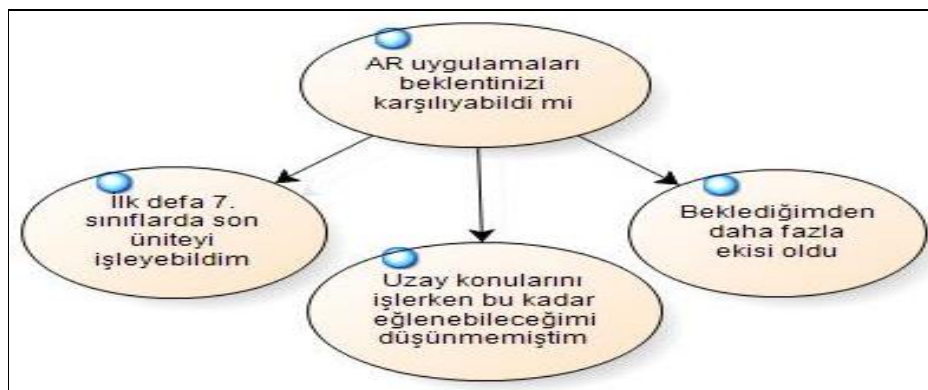 AR uygulamaları
beklentinizi
karşılıyabildi mi
İlk defa 7.
sınıflarda son
üniteyi
işleyebildim
Uzay konularını
işlerken bu kadar
eğlenebileceğimi
düşünmemiştim
Beklediğimden
daha fazla
ekisi oldu